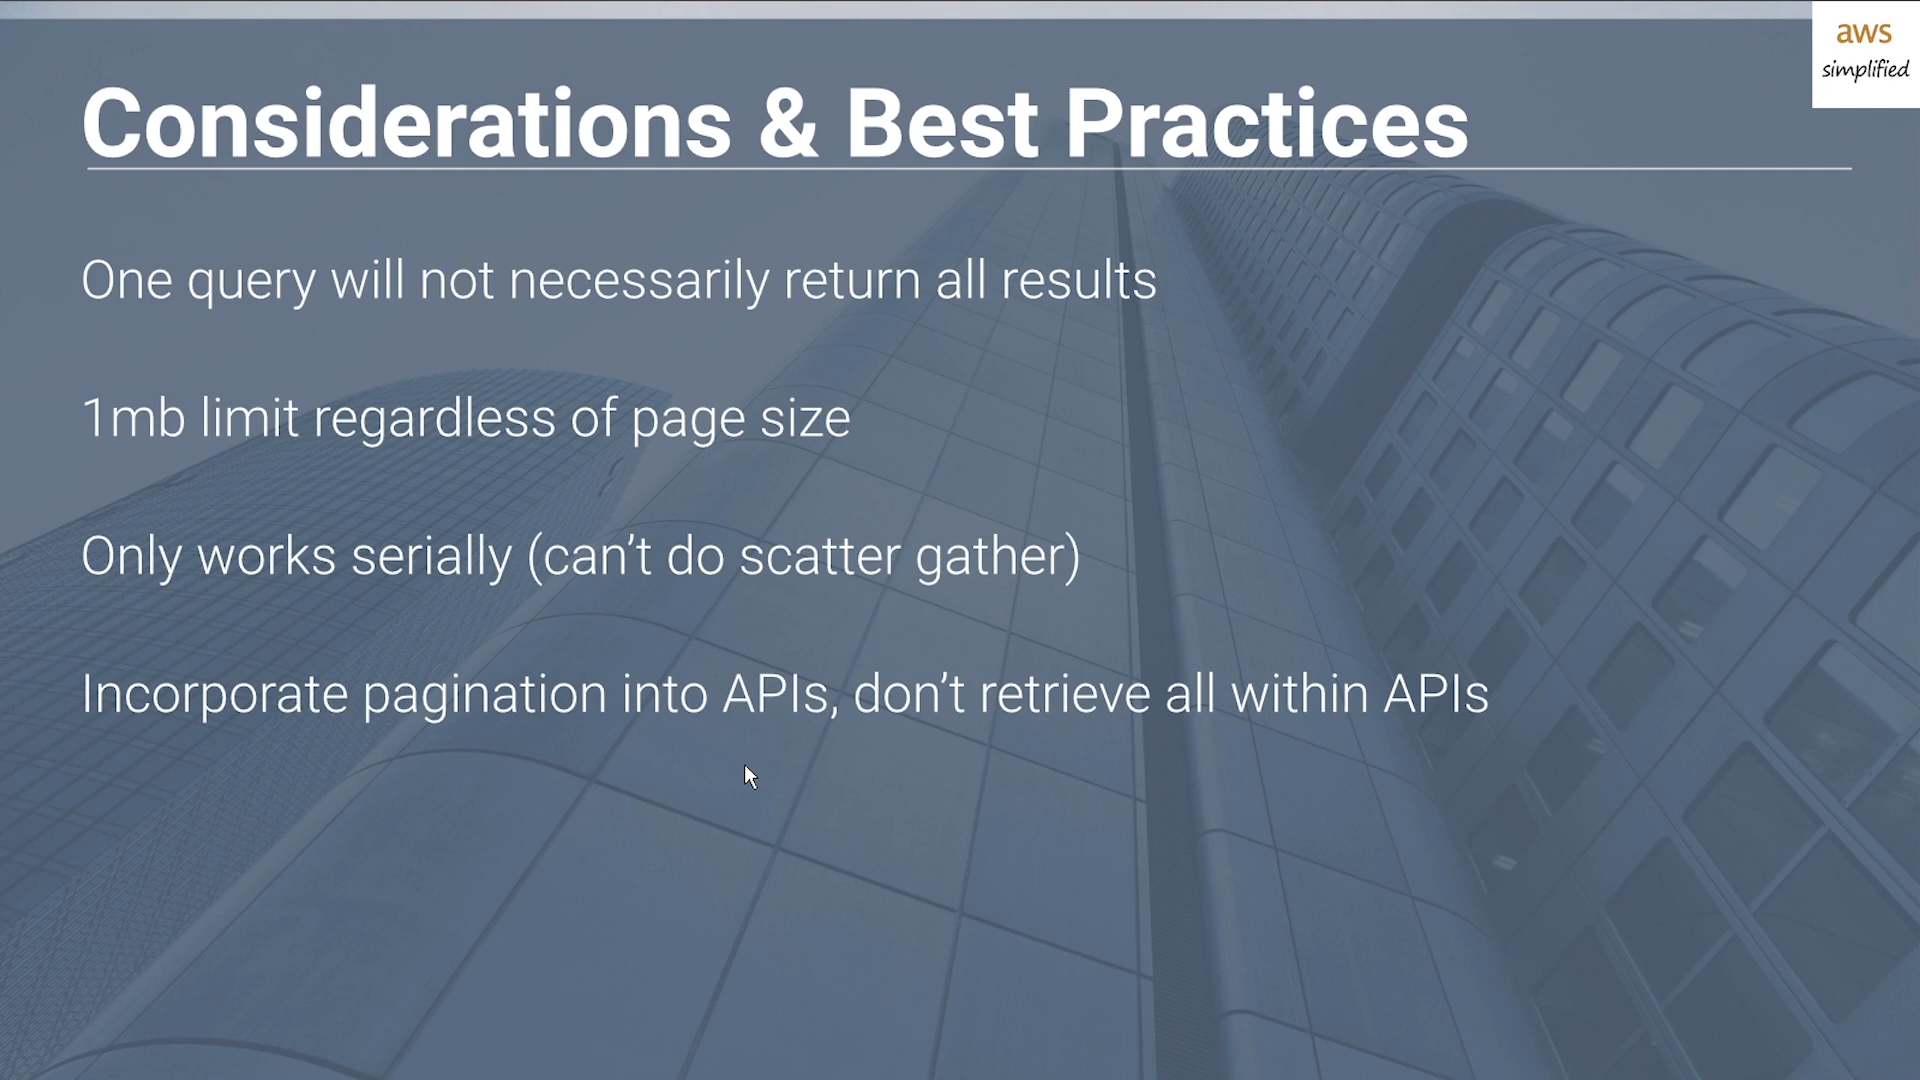 aws
simplified
Considerations & Best Practices
One query will not necessarily return all results
1mb limit regardless of page size
Only works serially (can’t do scatter gather)
Incorporate pagination into APIs, don’t retrieve all within APIs